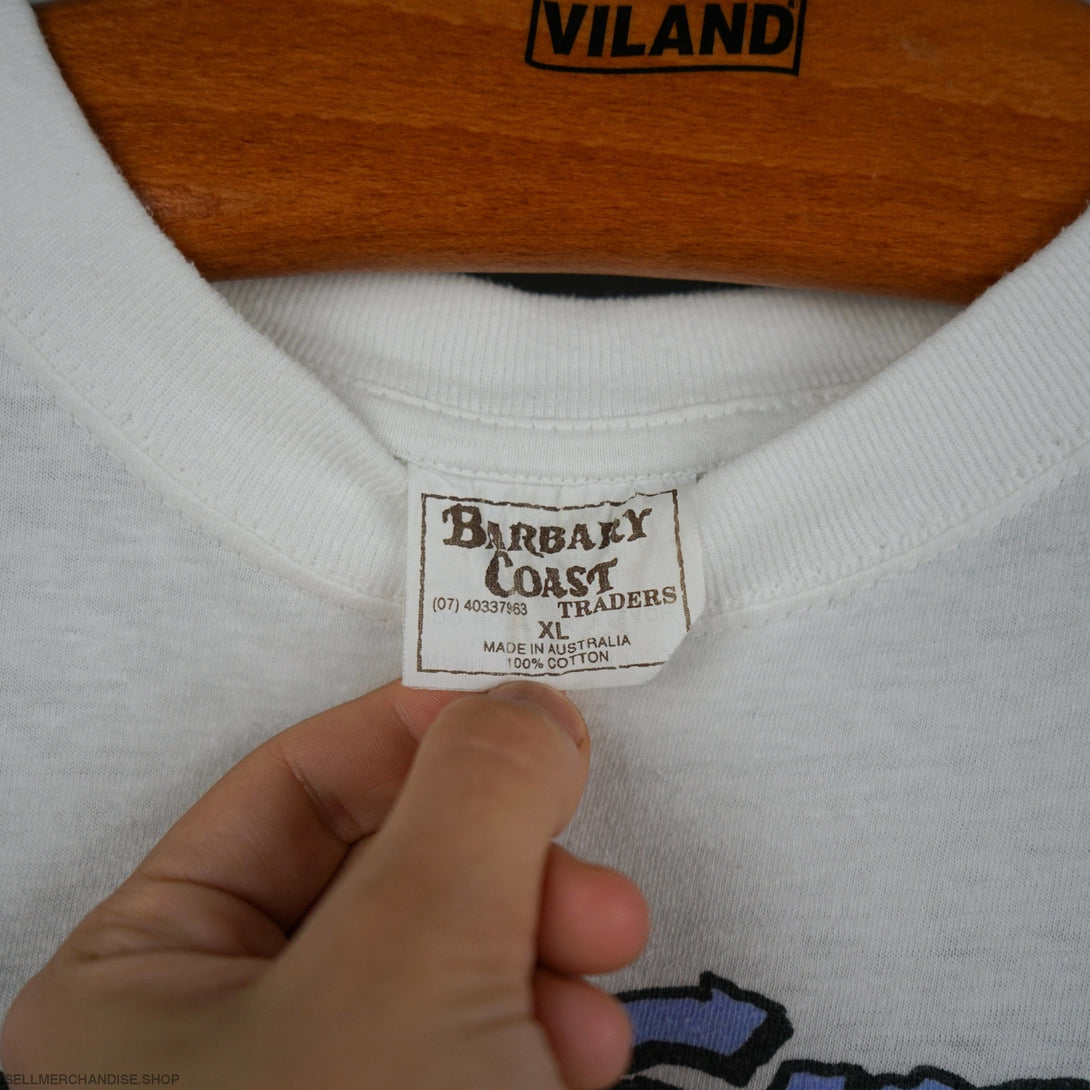 VILAND
BARBARY
COAST
(07) 40337963 TRADERS
XL
MADE IN AUSTRALIA
100% COTTON
SELLMERCHANDISE.SHOP